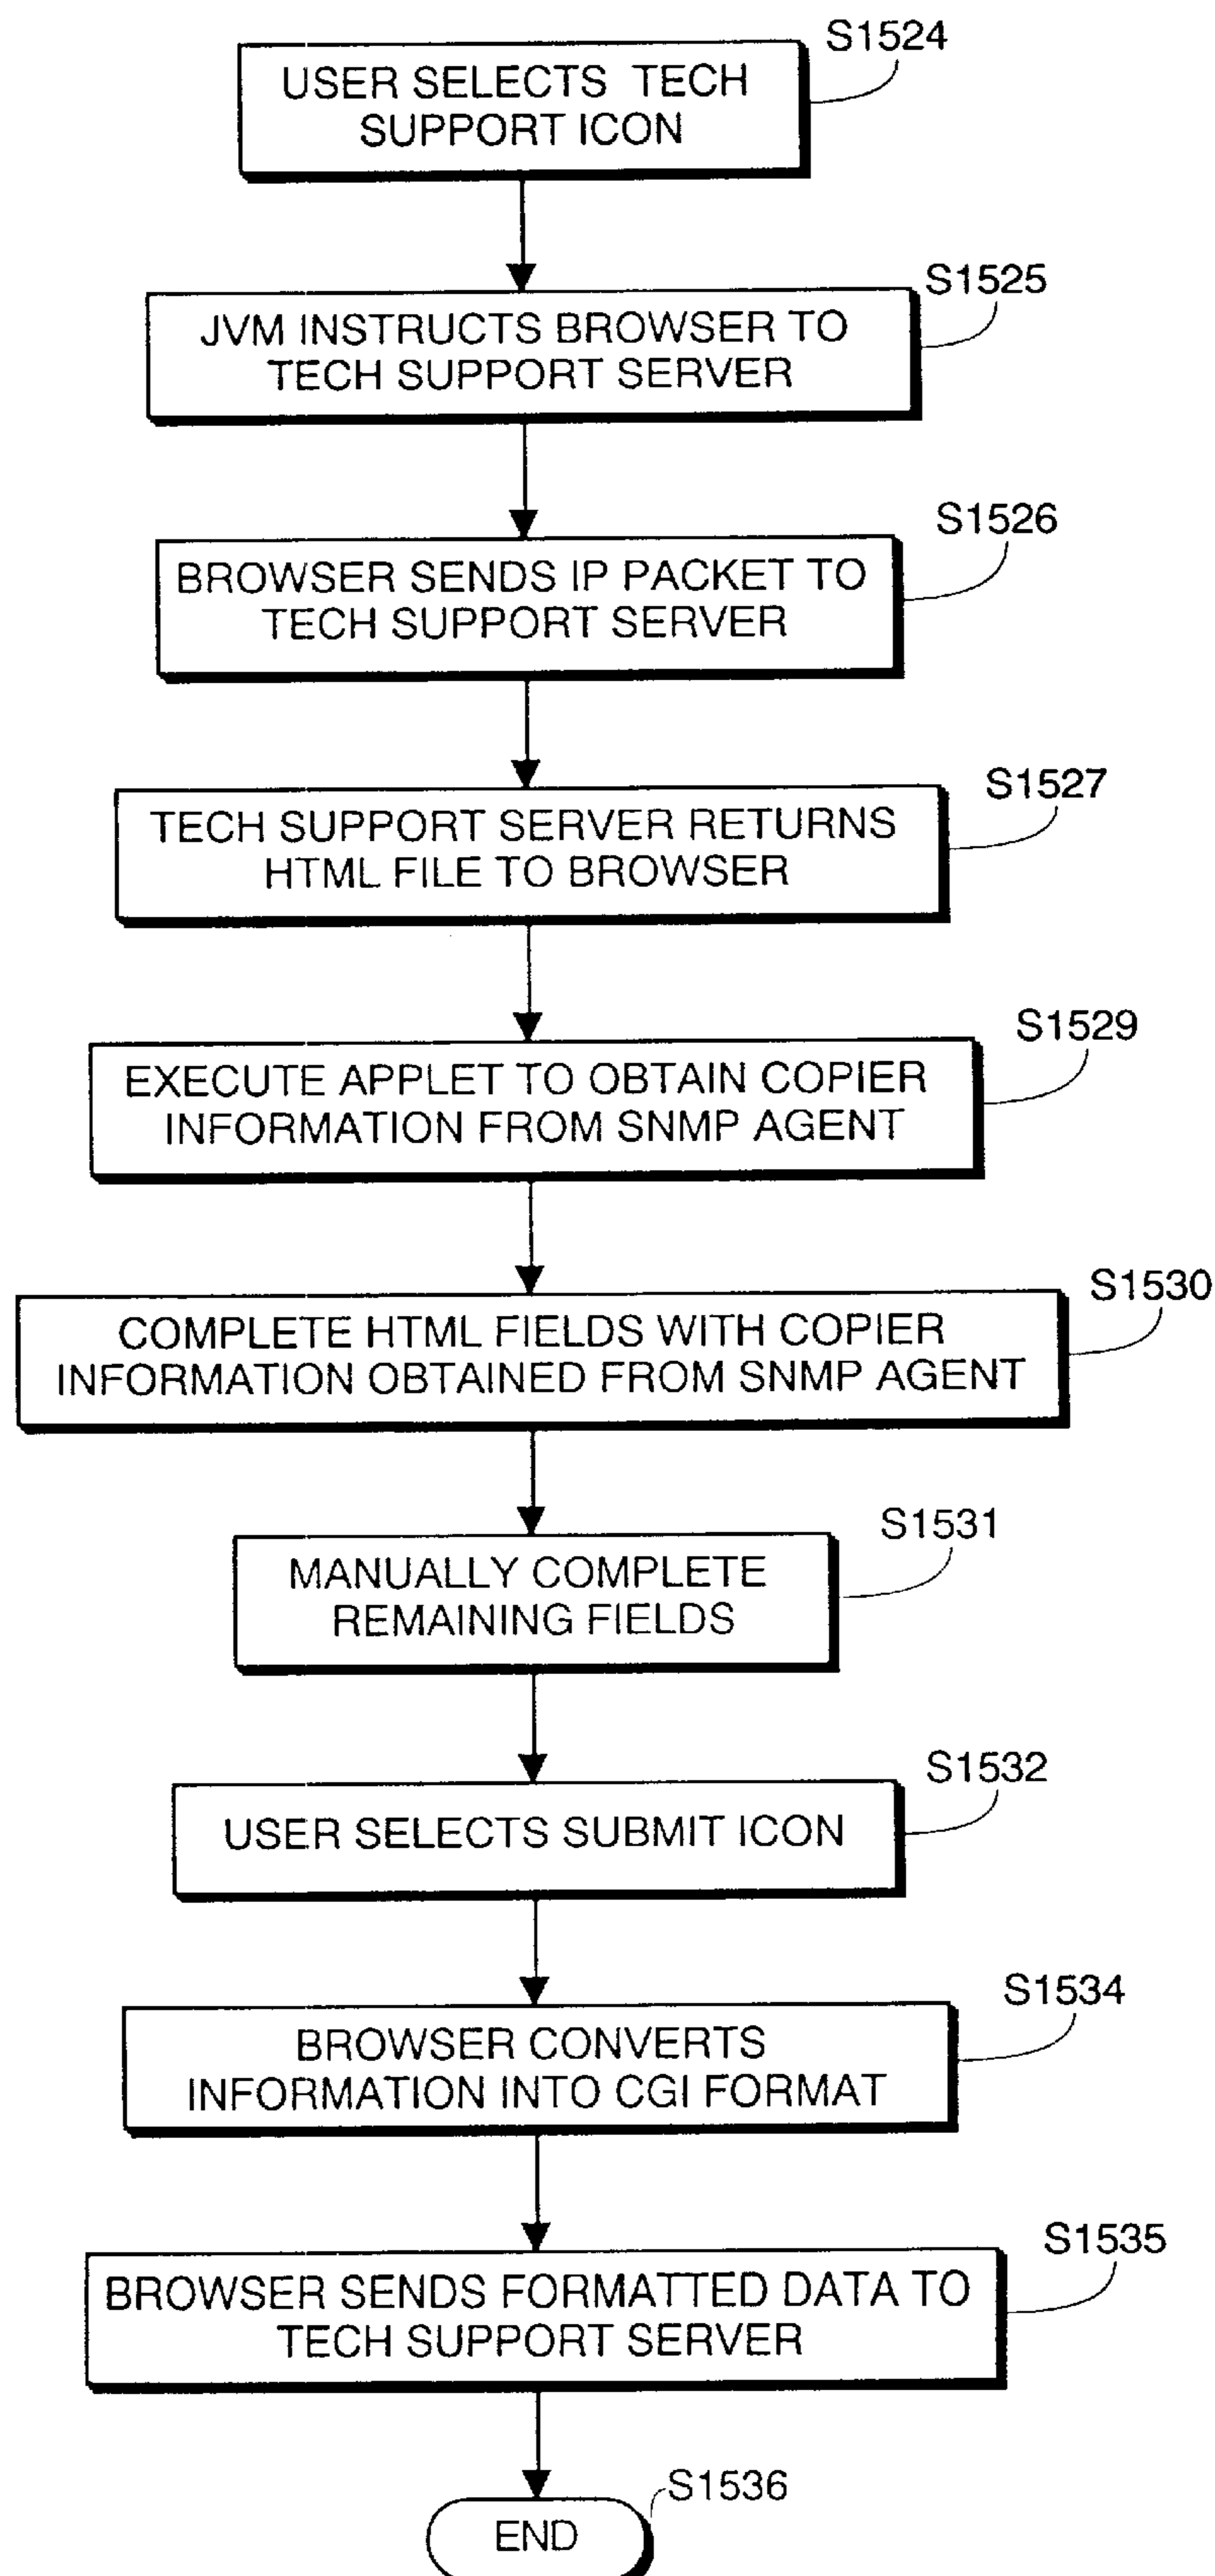 S1524
USER SELECTS TECH
SUPPORT ICON
S1525
JVM INSTRUCTS BROWSER TO
TECH SUPPORT SERVER
S1526
BROWSER SENDS IP PACKET TO
TECH SUPPORT SERVER
S1527
TECH SUPPORT SERVER RETURNS
HTML FILE TO BROWSER
S1529
EXECUTE APPLET TO OBTAIN COPIER
INFORMATION FROM SNMP AGENT
S1530
COMPLETE HTML FIELDS WITH COPIER
INFORMATION OBTAINED FROM SNMP AGENT
S1531
MANUALLY COMPLETE
REMAINING FIELDS
S1532
USER SELECTS SUBMIT ICON
S1534
BROWSER CONVERTS
INFORMATION INTO CGI FORMAT
S1535
BROWSER SENDS FORMATTED DATA TO
TECH SUPPORT SERVER
S1536
END